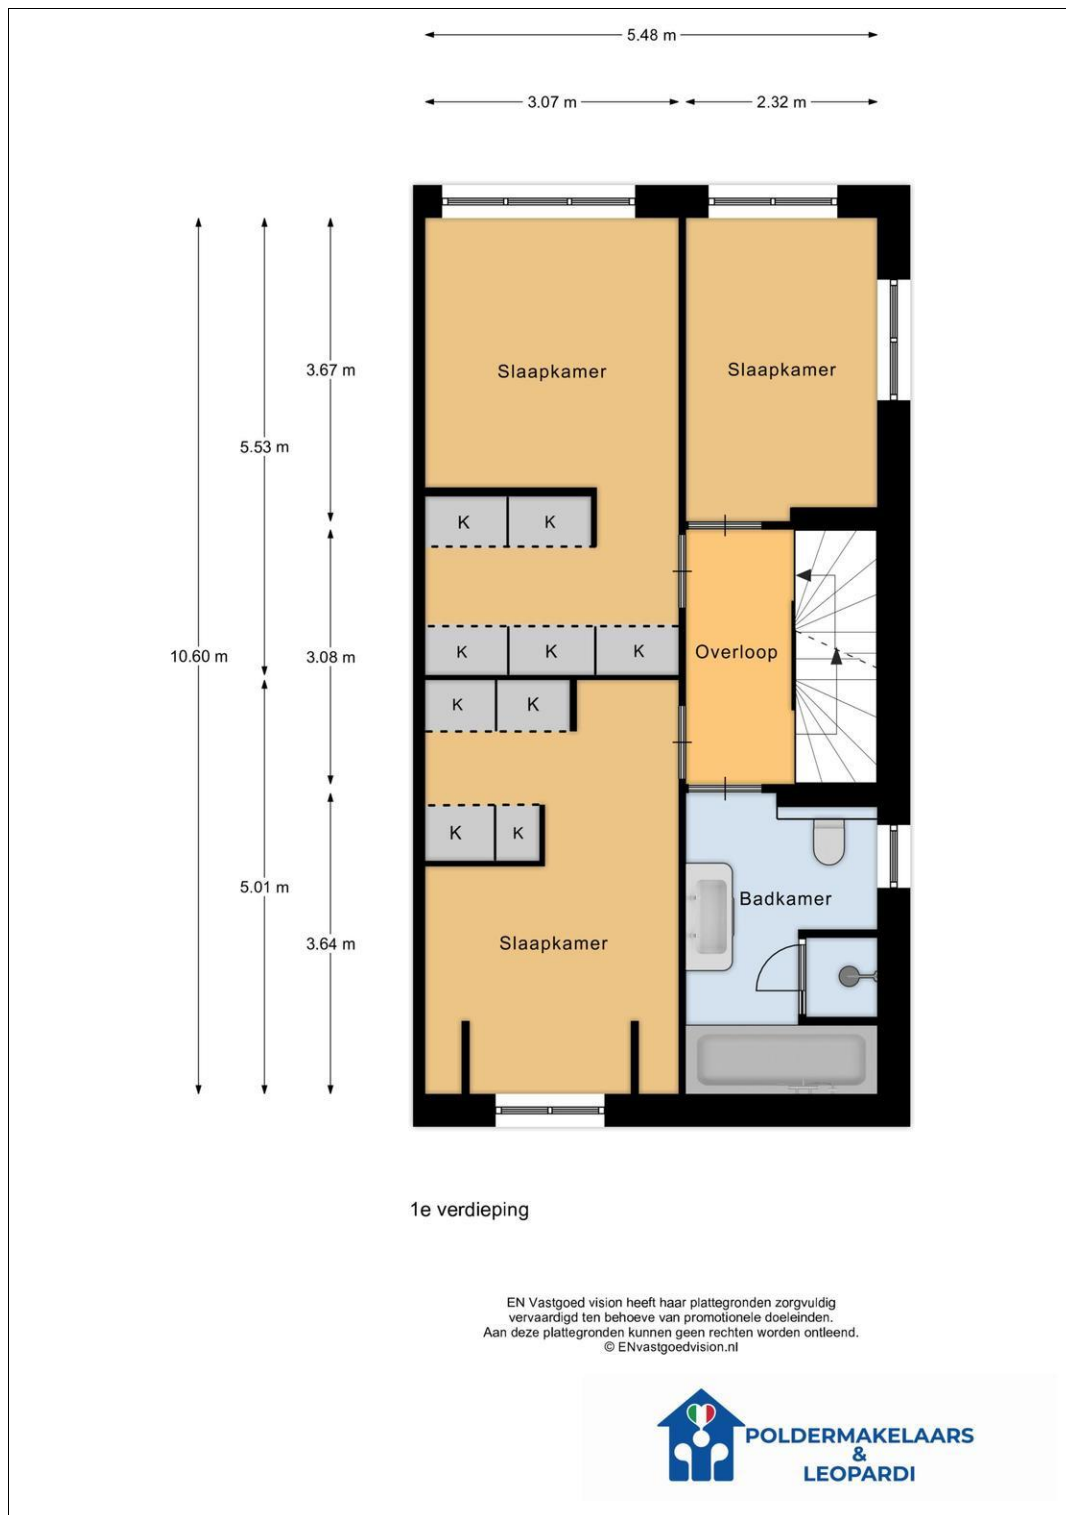 5.48 m
3.07 m
2.32 m
Slaapkamer
Slaapkamer
3.67 m
5.53 m
K
K
10.60 m
3.08 m
K
K
K
Overloop
K
K
K
K
5.01 m
Badkamer
3.64 m
Slaapkamer
1e verdieping
EN Vastgoed vision heeft haar plattegronden zorgvuldig
vervaardigd ten behoeve van promotionele doeleinden.
Aan deze plattegronden kunnen geen rechten worden ontleend.
© ENvastgoedvision.nl
POLDERMAKELAARS
&
LEOPARDI